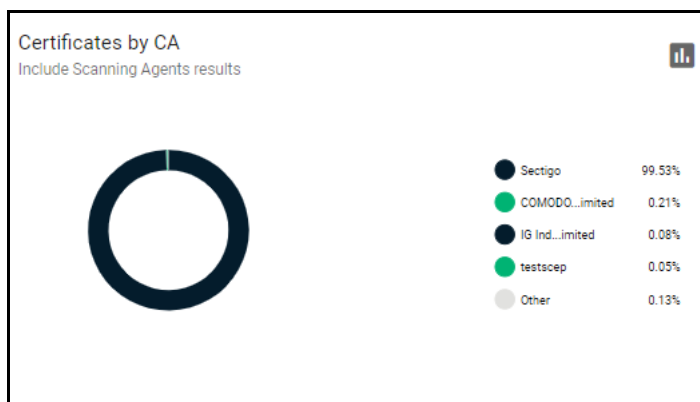 Certificates by CA
Include Scanning Agents results
Sectigo 99.53%
COMODO...imited 0.21%
IG Ind...imited 0.08%
testscep 0.05%
Other 0.13%